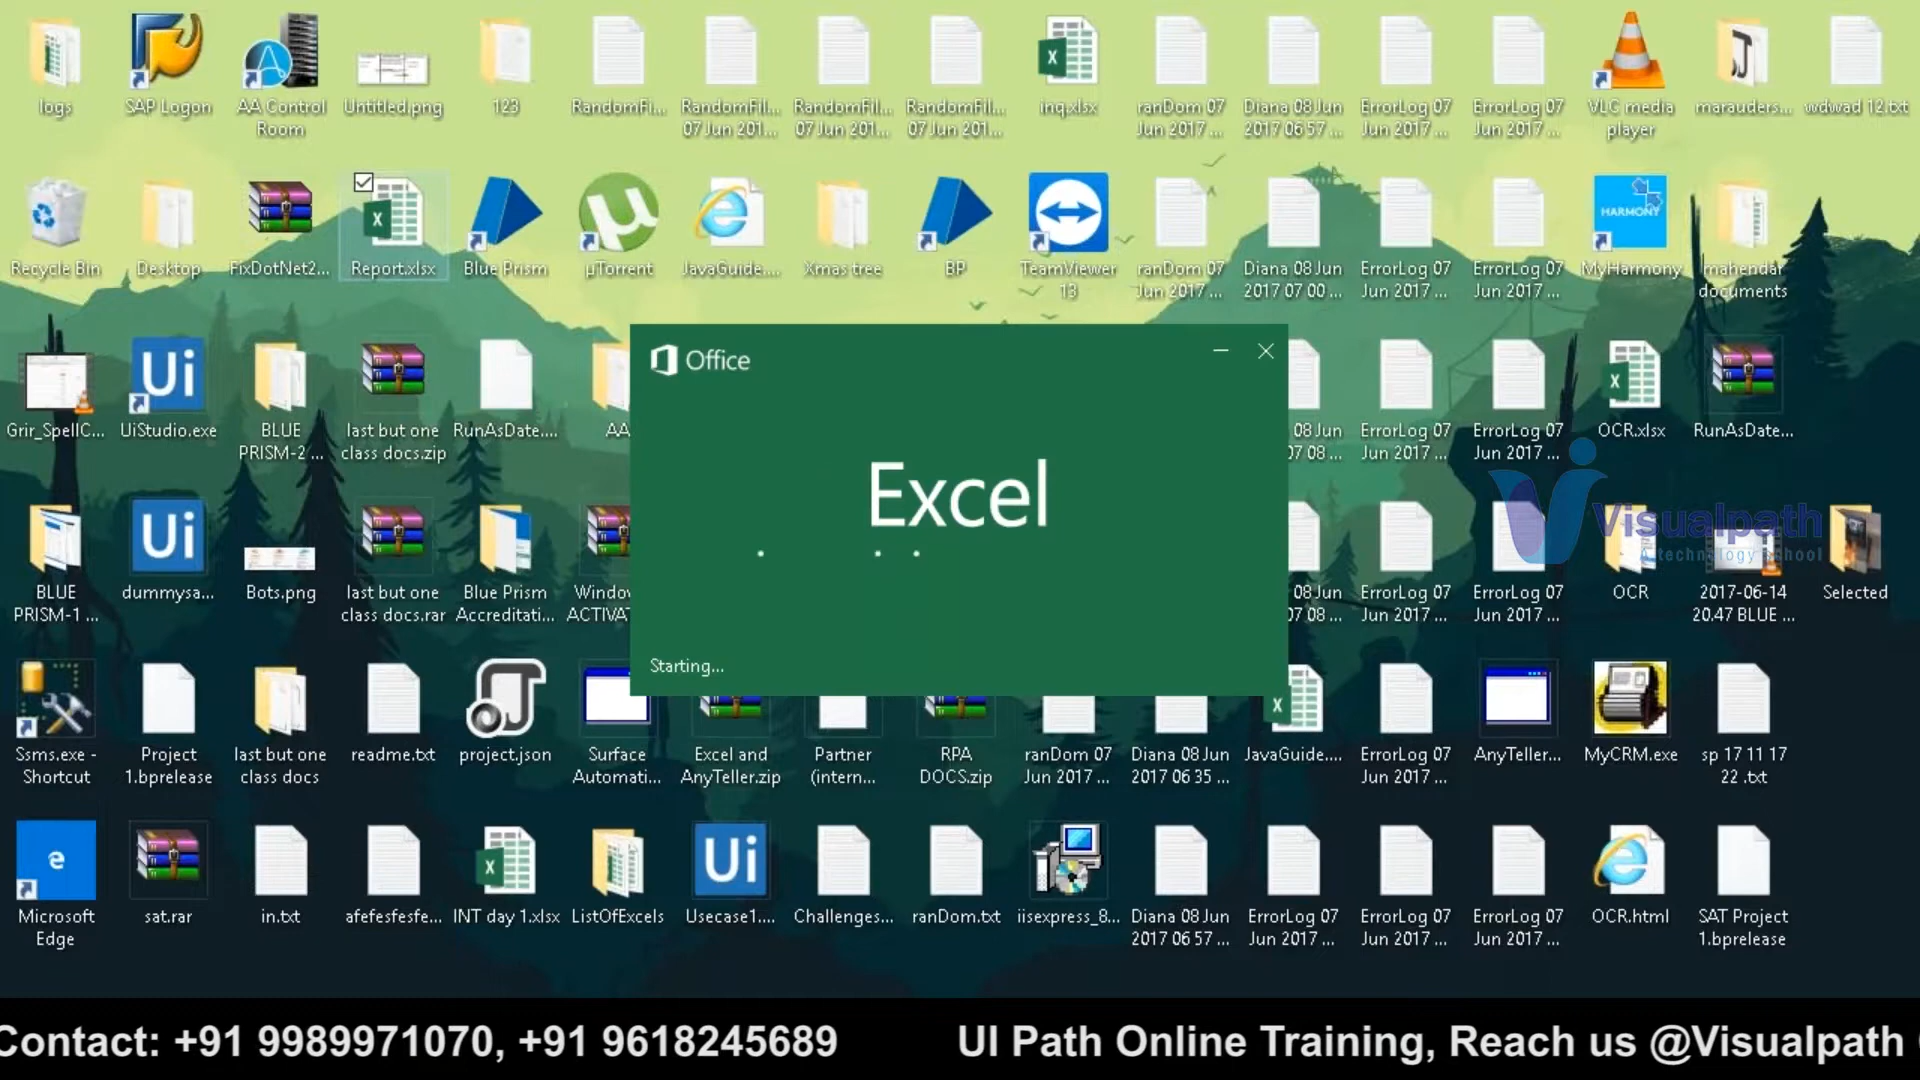 logs
SAP Logon
AA Control
Room
Untitled.png
123
RandomFi...
RandomFil...
07 Jun 201...
RandomFil...
07 Jun 201...
RandomFil...
07 Jun 201...
inq.xlsx
ranDom 07
Jun 2017 ...
Diana 08 Jun
2017 06 57 ...
ErrorLog 07
Jun 2017 ...
ErrorLog 07
Jun 2017 ...
VLC media
player
marauders...
wdwad 12.txt
Recycle Bin
Desktop
FixDotNet2...
Report.xlsx
Blue Prism
µTorrent
JavaGuide....
Xmas tree
BP
TeamViewer
13
ranDom 07
Jun 2017 ...
Diana 08 Jun
2017 07 00 ...
ErrorLog 07
Jun 2017 ...
ErrorLog 07
Jun 2017 ...
HARMONY
MyHarmony
mahendar
documents
Office
Excel
Starting...
Grir_SpellC...
Ui
UiStudio.exe
BLUE
PRISM-2 ...
last but one
class docs.zip
RunAsDate....
AA
08 Jun
07 08 ...
ErrorLog 07
Jun 2017 ...
ErrorLog 07
Jun 2017 ...
OCR.xlsx
RunAsDate...
Visualpath
A technology school
BLUE
PRISM-1 ...
Ui
dummysa...
Bots.png
last but one
class docs.rar
Blue Prism
Accreditati...
Window
ACTIVAT
08 Jun
07 08 ...
ErrorLog 07
Jun 2017 ...
ErrorLog 07
Jun 2017 ...
OCR
2017-06-14
20.47 BLUE ...
Selected
Ssms.exe -
Shortcut
Project
1.bprelease
last but one
class docs
readme.txt
project.json
Surface
Automati...
Excel and
AnyTeller.zip
Partner
(intern...
RPA
DOCS.zip
ranDom 07
Jun 2017 ...
Diana 08 Jun
2017 06 35 ...
JavaGuide....
ErrorLog 07
Jun 2017 ...
AnyTeller...
MyCRM.exe
sp 17 11 17
22 .txt
Microsoft
Edge
sat.rar
in.txt
afefesfesfe...
INT day 1.xlsx
ListOfExcels
Ui
Usecase1....
Challenges...
ranDom.txt
iisexpress_8...
Diana 08 Jun
2017 06 57 ...
ErrorLog 07
Jun 2017 ...
ErrorLog 07
Jun 2017 ...
ErrorLog 07
Jun 2017 ...
OCR.html
SAT Project
1.bprelease
Contact: +91 9989971070, +91 9618245689 UI Path Online Training, Reach us @Visualpath